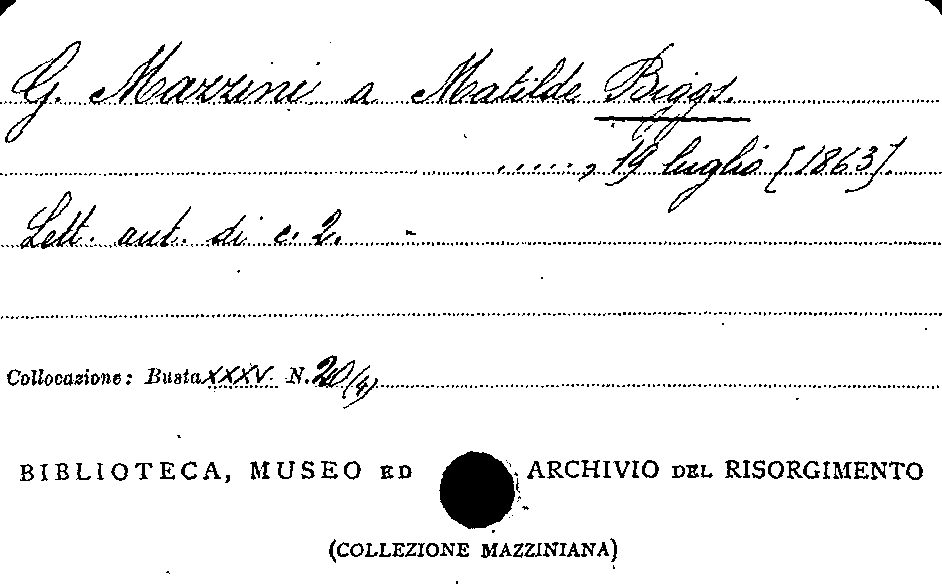 G. Mazzini a Matilde Biggs.
....., 19 luglio [1863].
Lett. aut. di c. 2.
Collocazione: Busta XXXV. N. 20/(4)
BIBLIOTECA, MUSEO ED ARCHIVIO DEL RISORGIMENTO
(COLLEZIONE MAZZINIANA)